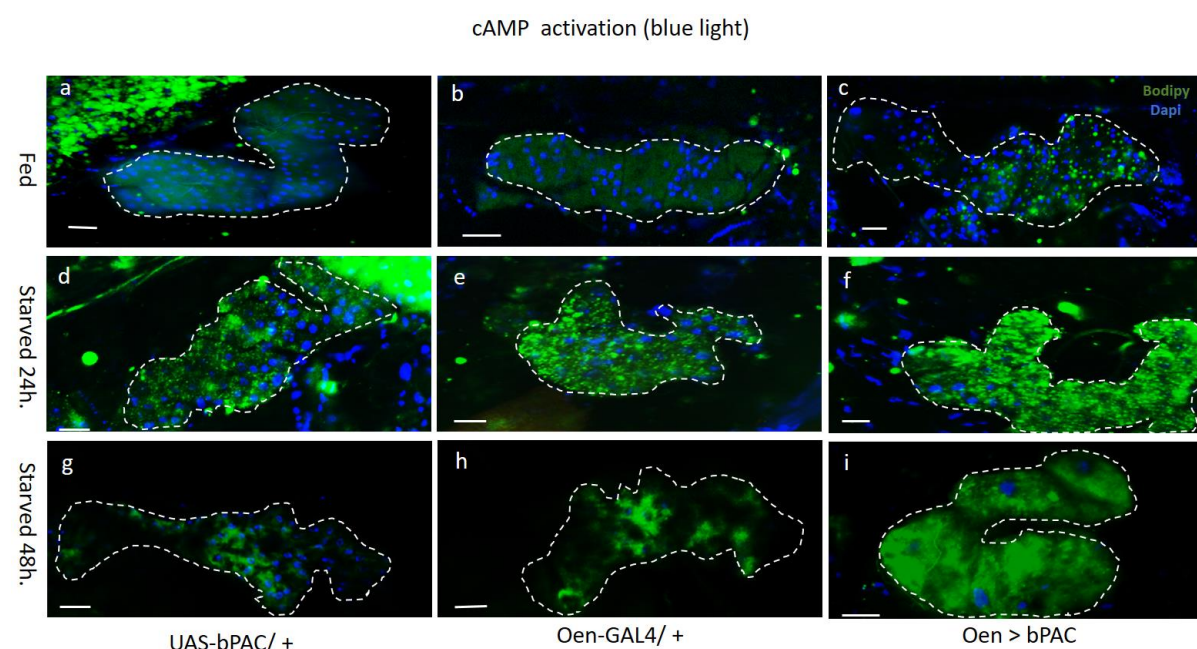 cAMP activation (blue light)
a
b
c
Bodipy
Dapi
Fed
d
e
f
Starved 24h.
g
h
i
Starved 48h.
UAS-bPAC/ +
Oen-GAL4/ +
Oen > bPAC